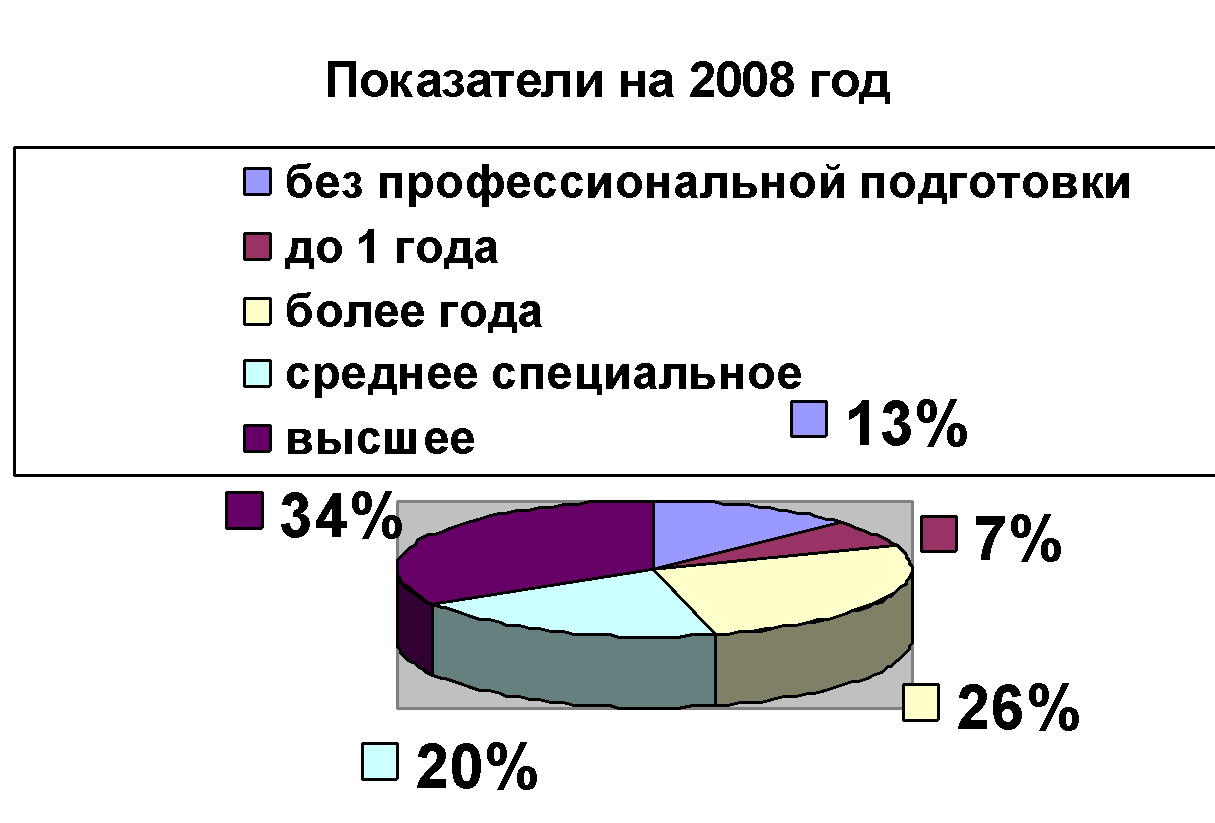 Показатели на 2008 год
без профессиональной подготовки
до 1 года
более года
среднее специальное
высшее
13%
34%
7%
26%
20%